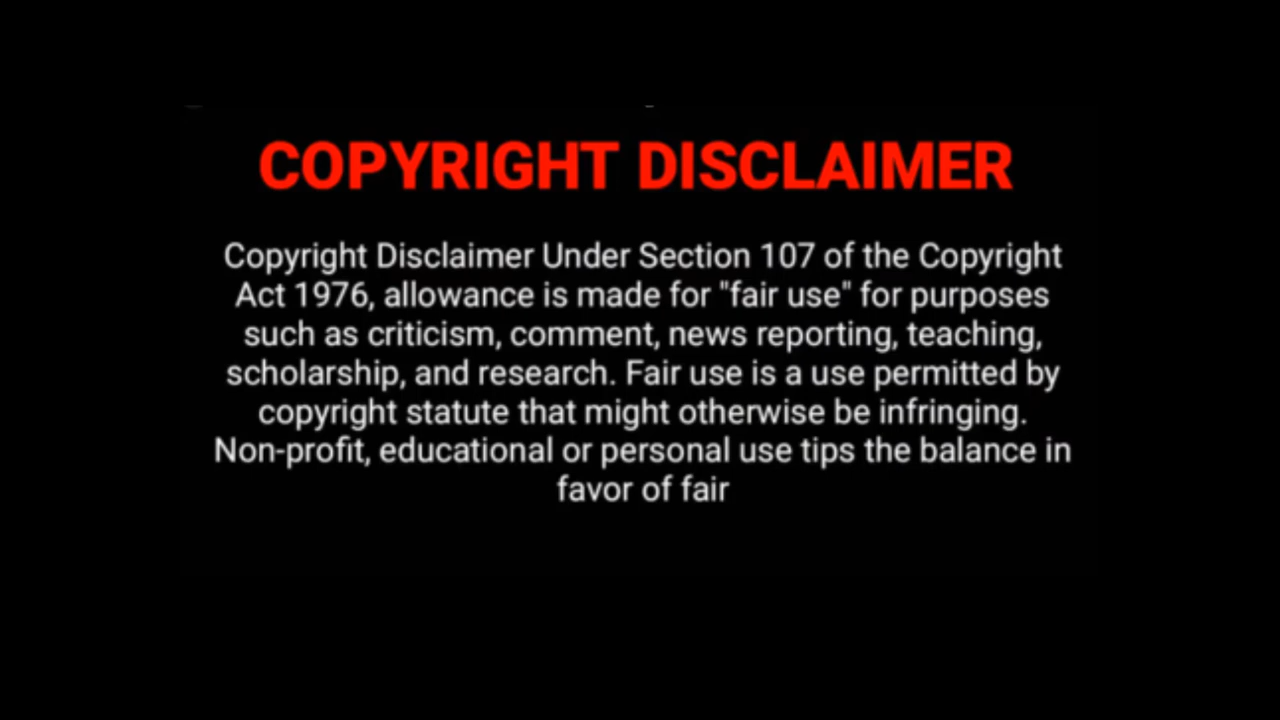 COPYRIGHT DISCLAIMER
Copyright Disclaimer Under Section 107 of the Copyright
Act 1976, allowance is made for "fair use" for purposes
such as criticism, comment, news reporting, teaching,
scholarship, and research. Fair use is a use permitted by
copyright statute that might otherwise be infringing.
Non-profit, educational or personal use tips the balance in
favor of fair